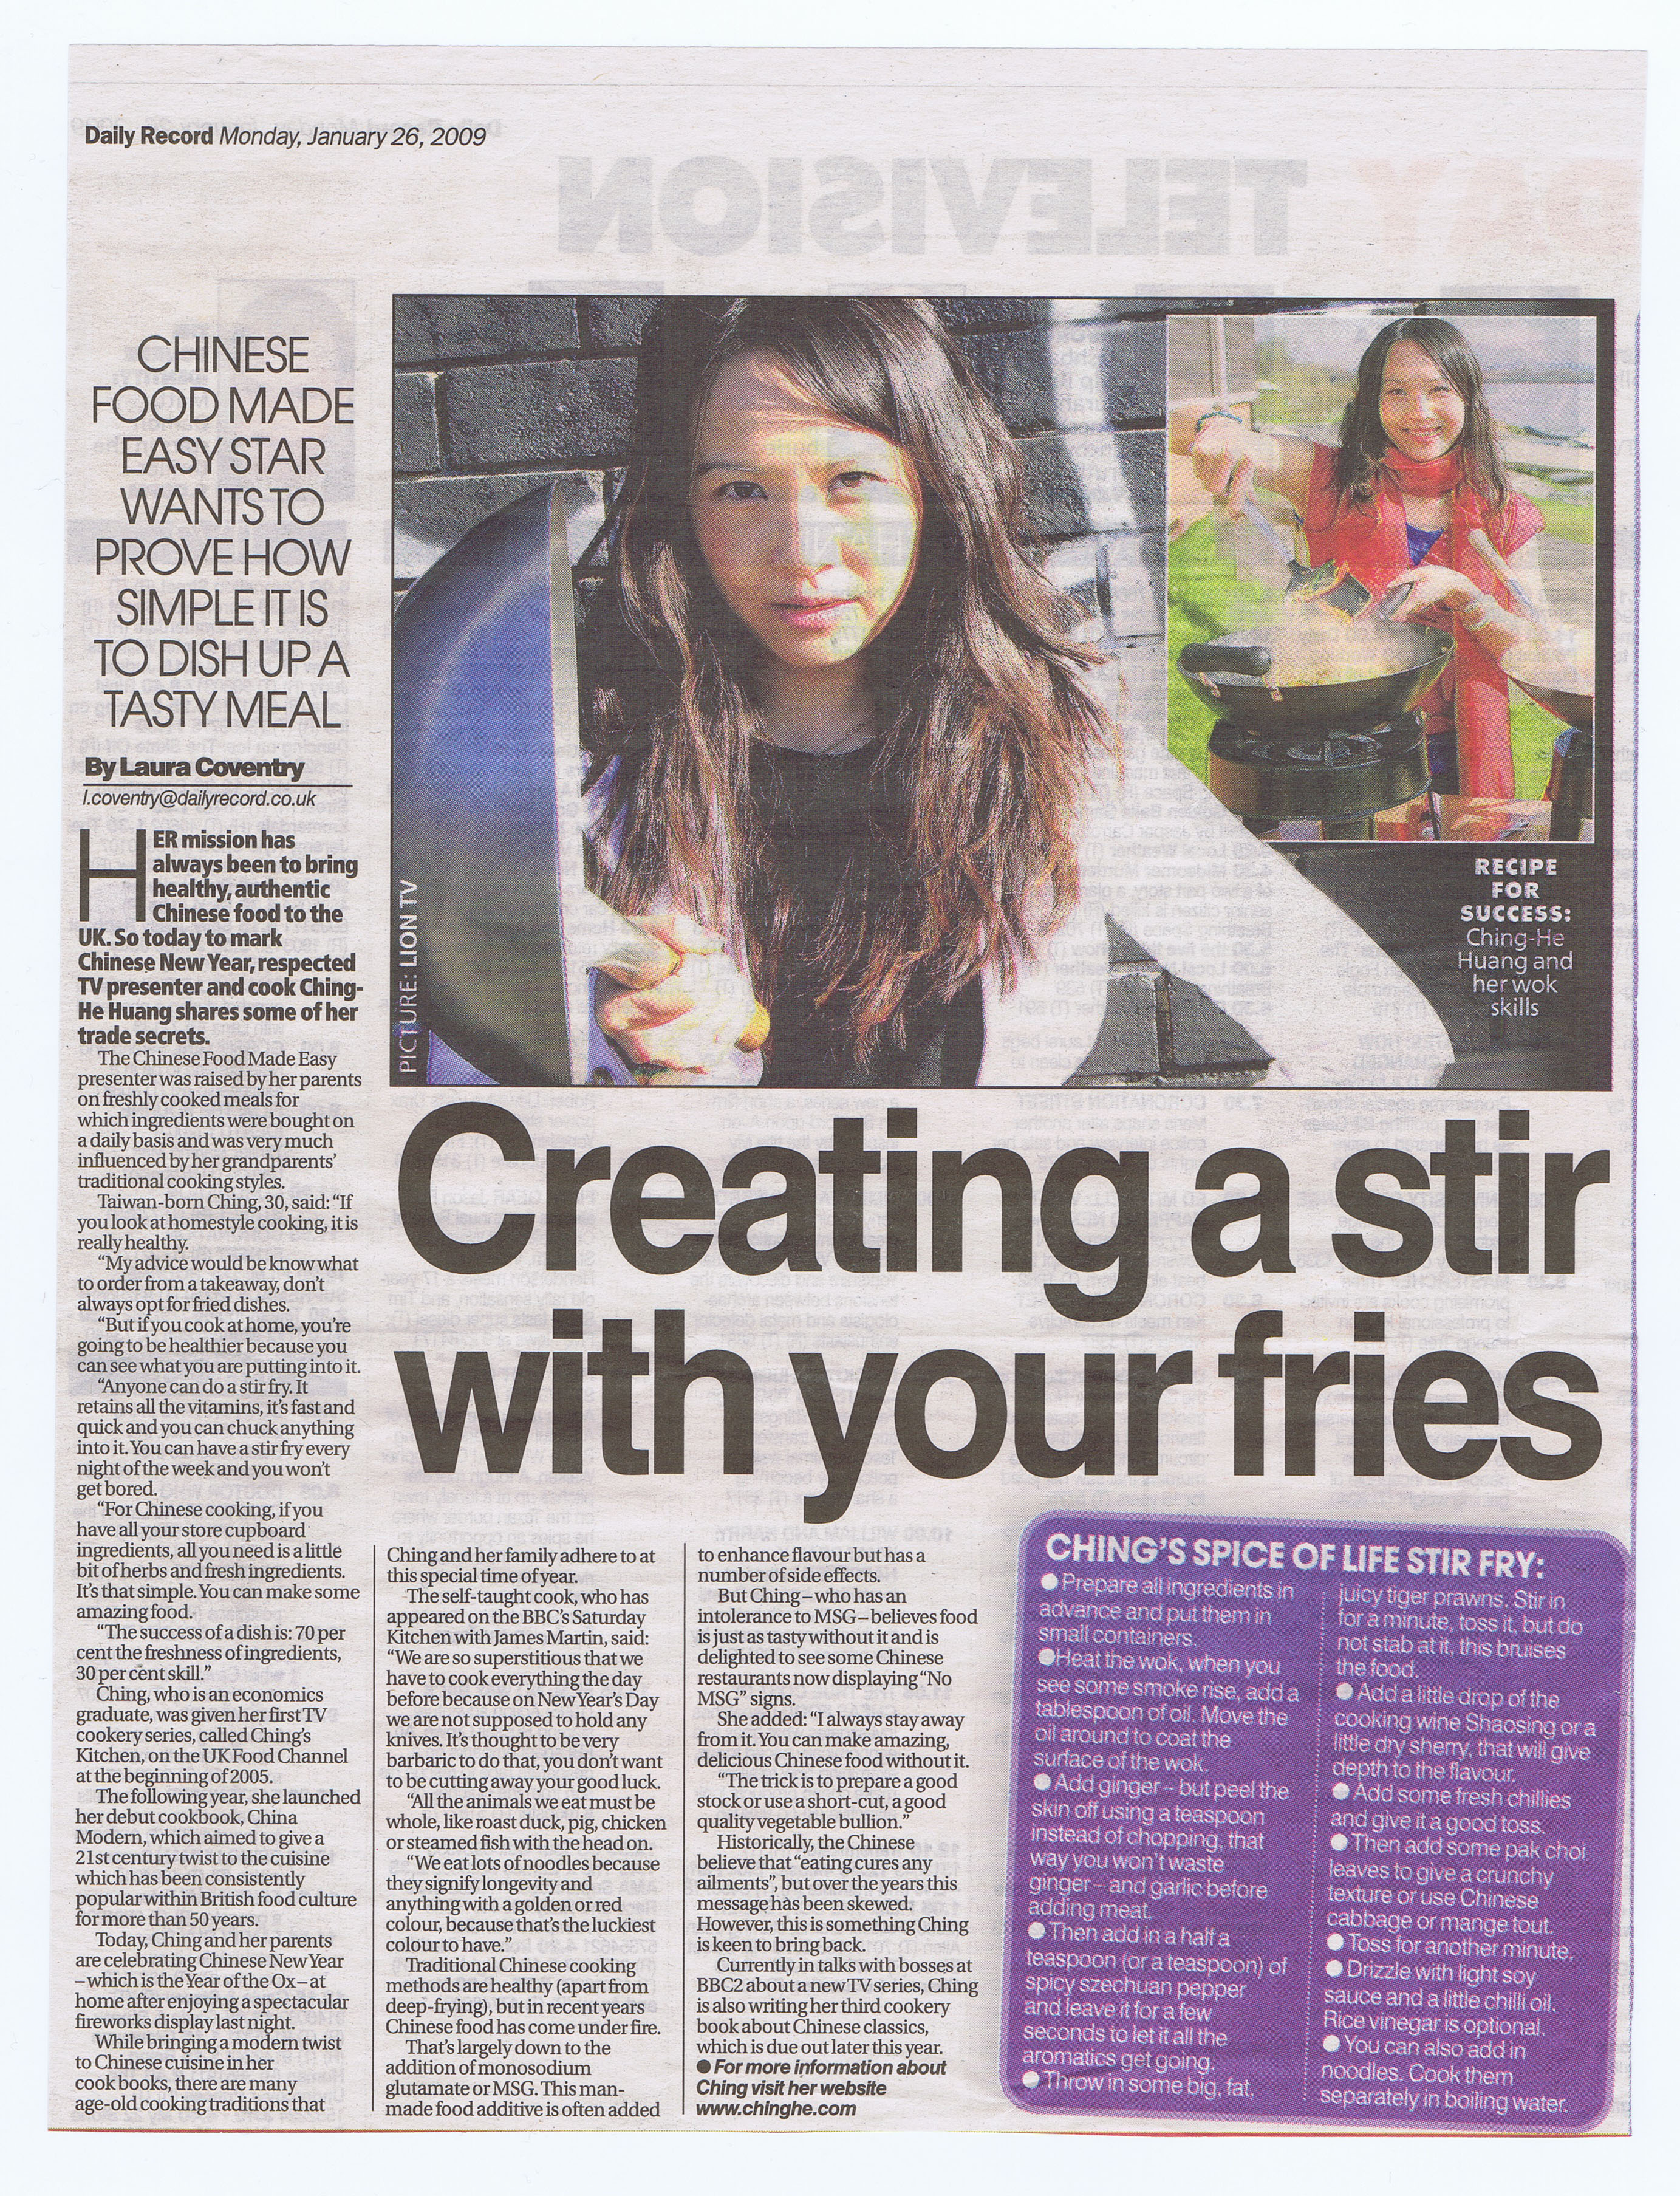 Daily Record Monday, January 26, 2009
CHINESE
FOOD MADE
EASY STAR
WANTS TO
PROVE HOW
SIMPLE IT IS
TO DISH UP A
TASTY MEAL
By Laura Coventry
l.coventry@dailyrecord.co.uk
PICTURE: LION TV
RECIPE
FOR
SUCCESS:
Ching-He
Huang and
her wok
skills
Creating a stir
with your fries
HER mission has
always been to bring
healthy, authentic
Chinese food to the
UK. So today to mark
Chinese New Year, respected
TV presenter and cook Ching-
He Huang shares some of her
trade secrets.
The Chinese Food Made Easy
presenter was raised by her parents
on freshly cooked meals for
which ingredients were bought on
a daily basis and was very much
influenced by her grandparents'
traditional cooking styles.
Taiwan-born Ching, 30, said: “If
you look at homestyle cooking, it is
really healthy.
“My advice would be know what
to order from a takeaway, don't
always opt for fried dishes.
“But if you cook at home, you're
going to be healthier because you
can see what you are putting into it.
“Anyone can do a stir fry. It
retains all the vitamins, it's fast and
quick and you can chuck anything
into it. You can have a stir fry every
night of the week and you won't
get bored.
“For Chinese cooking, if you
have all your store cupboard
ingredients, all you need is a little
bit of herbs and fresh ingredients.
It's that simple. You can make some
amazing food.
“The success of a dish is: 70 per
cent the freshness of ingredients,
30 per cent skill.”
Ching, who is an economics
graduate, was given her first TV
cookery series, called Ching's
Kitchen, on the UK Food Channel
at the beginning of 2005.
The following year, she launched
her debut cookbook, China
Modern, which aimed to give a
21st century twist to the cuisine
which has been consistently
popular within British food culture
for more than 50 years.
Today, Ching and her parents
are celebrating Chinese New Year
– which is the Year of the Ox – at
home after enjoying a spectacular
fireworks display last night.
While bringing a modern twist
to Chinese cuisine in her
cook books, there are many
age-old cooking traditions that
Ching and her family adhere to at
this special time of year.
The self-taught cook, who has
appeared on the BBC's Saturday
Kitchen with James Martin, said:
“We are so superstitious that we
have to cook everything the day
before because on New Year's Day
we are not supposed to hold any
knives. It's thought to be very
barbaric to do that, you don't want
to be cutting away your good luck.
“All the animals we eat must be
whole, like roast duck, pig, chicken
or steamed fish with the head on.
“We eat lots of noodles because
they signify longevity and
anything with a golden or red
colour, because that's the luckiest
colour to have.”
Traditional Chinese cooking
methods are healthy (apart from
deep-frying), but in recent years
Chinese food has come under fire.
That's largely down to the
addition of monosodium
glutamate or MSG. This man-
made food additive is often added
to enhance flavour but has a
number of side effects.
But Ching – who has an
intolerance to MSG – believes food
is just as tasty without it and is
delighted to see some Chinese
restaurants now displaying “No
MSG” signs.
She added: “I always stay away
from it. You can make amazing,
delicious Chinese food without it.
“The trick is to prepare a good
stock or use a short-cut, a good
quality vegetable bullion.”
Historically, the Chinese
believe that “eating cures any
ailments”, but over the years this
message has been skewed.
However, this is something Ching
is keen to bring back.
Currently in talks with bosses at
BBC2 about a new TV series, Ching
is also writing her third cookery
book about Chinese classics,
which is due out later this year.
● For more information about
Ching visit her website
www.chinghe.com
CHING'S SPICE OF LIFE STIR FRY:
● Prepare all ingredients in
advance and put them in
small containers.
● Heat the wok, when you
see some smoke rise, add a
tablespoon of oil. Move the
oil around to coat the
surface of the wok.
● Add ginger – but peel the
skin off using a teaspoon
instead of chopping, that
way you won't waste
ginger – and garlic before
adding meat.
● Then add in a half a
teaspoon (or a teaspoon) of
spicy szechuan pepper
and leave it for a few
seconds to let it all the
aromatics get going.
● Throw in some big, fat,
juicy tiger prawns. Stir in
for a minute, toss it, but do
not stab at it, this bruises
the food.
● Add a little drop of the
cooking wine Shaosing or a
little dry sherry, that will give
depth to the flavour.
● Add some fresh chillies
and give it a good toss.
● Then add some pak choi
leaves to give a crunchy
texture or use Chinese
cabbage or mange tout.
● Toss for another minute.
● Drizzle with light soy
sauce and a little chilli oil.
Rice vinegar is optional.
● You can also add in
noodles. Cook them
separately in boiling water.